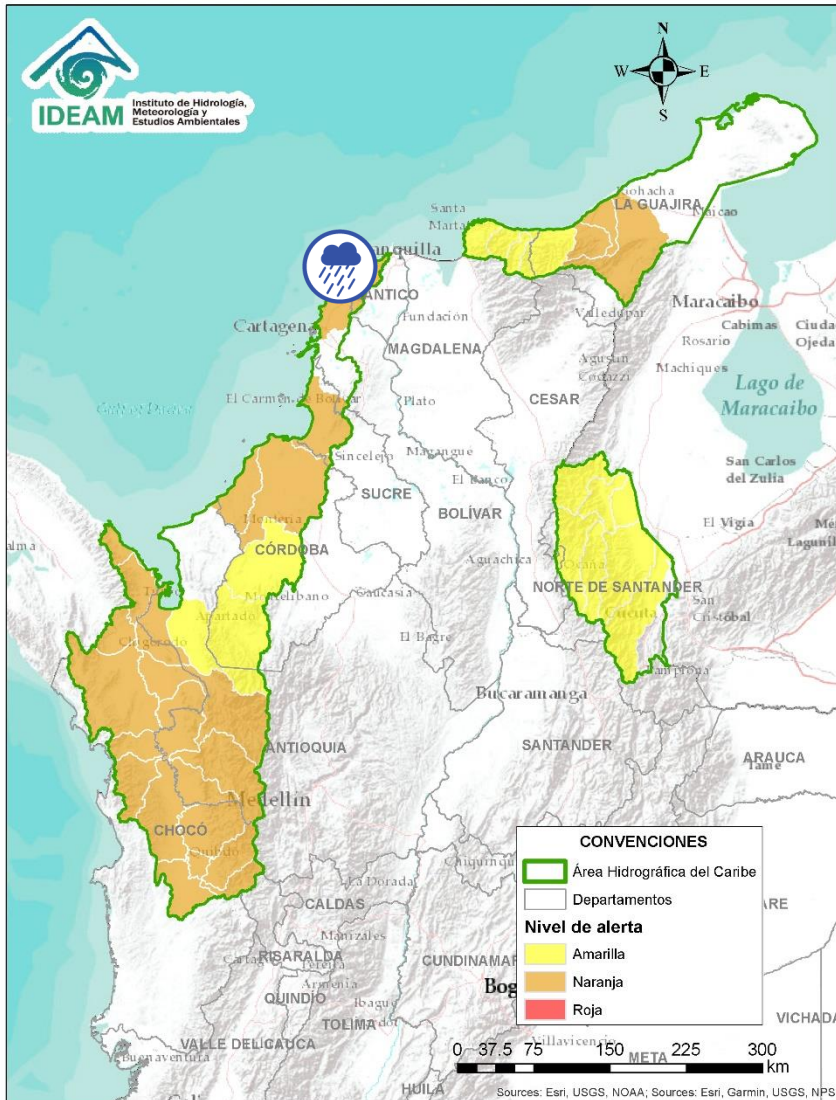 IDEAM
Instituto de Hidrología,
Meteorología y
Estudios Ambientales
N
W
E
S
Santa
Marta
LA GUAJIRA
Maicao
Cartagena
Fundación
Valledupar
Maracaibo
Cabimas
Ciudad
Rosario
Ojeda
MAGDALENA
Agustín
Codazzi
Machiques
Lago de
Maracaibo
El Carmen de Bolívar
Plato
CESAR
Sincelejo
Magangué
San Carlos
del Zulia
SUCRE
El Banco
BOLÍVAR
El Vigía
Montería
CÓRDOBA
Aguachica
Ocaña
NORTE DE SANTANDER
Apartadó
Montelíbano
Caucasia
San
Cristóbal
Cúcuta
El Bagre
Chigorodó
Bucaramanga
ANTIOQUIA
SANTANDER
ARAUCA
Tame
Medellín
CHOCÓ
Quibdó
La Dorada
CALDAS
Manizales
RISARALDA
Pereira
Armenia
QUINDÍO
Ibagué
TOLIMA
VALLE DEL CAUCA
Buenaventura
HUILA
Villavicencio
META
VICHADA
CONVENCIONES
Área Hidrográfica del Caribe
Departamentos
Nivel de alerta
Amarilla
Naranja
Roja
0 37.5 75 150 225 300
km
Sources: Esri, USGS, NOAA; Sources: Esri, Garmin, USGS, NPS